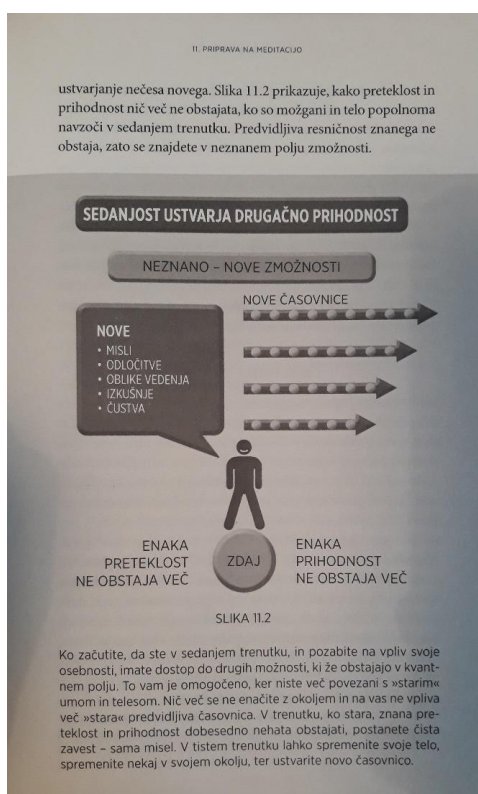 11. PRIPRAVA NA MEDITACIJO
ustvarjanje nečesa novega. Slika 11.2 prikazuje, kako preteklost in
prihodnost nič več ne obstajata, ko so možgani in telo popolnoma
navzoči v sedanjem trenutku. Predvidljiva resničnost znanega ne
obstaja, zato se znajdete v neznanem polju zmožnosti.
SEDANJOST USTVARJA DRUGAČNO PRIHODNOST
NEZNANO – NOVE ZMOŽNOSTI
NOVE ČASOVNICE
NOVE
• MISLI
• ODLOČITVE
• OBLIKE VEDENJA
• IZKUŠNJE
• ČUSTVA
ENAKA
PRETEKLOST
NE OBSTAJA VEČ
ZDAJ
ENAKA
PRIHODNOST
NE OBSTAJA VEČ
SLIKA 11.2
Ko začutite, da ste v sedanjem trenutku, in pozabite na vpliv svoje
osebnosti, imate dostop do drugih možnosti, ki že obstajajo v kvant-
nem polju. To vam je omogočeno, ker niste več povezani s »starim«
umom in telesom. Nič več se ne enačite z okoljem in na vas ne vpliva
več »stara« predvidljiva časovnica. V trenutku, ko stara, znana pre-
teklost in prihodnost dobesedno nehata obstajati, postanete čista
zavest – sama misel. V tistem trenutku lahko spremenite svoje telo,
spremenite nekaj v svojem okolju, ter ustvarite novo časovnico.